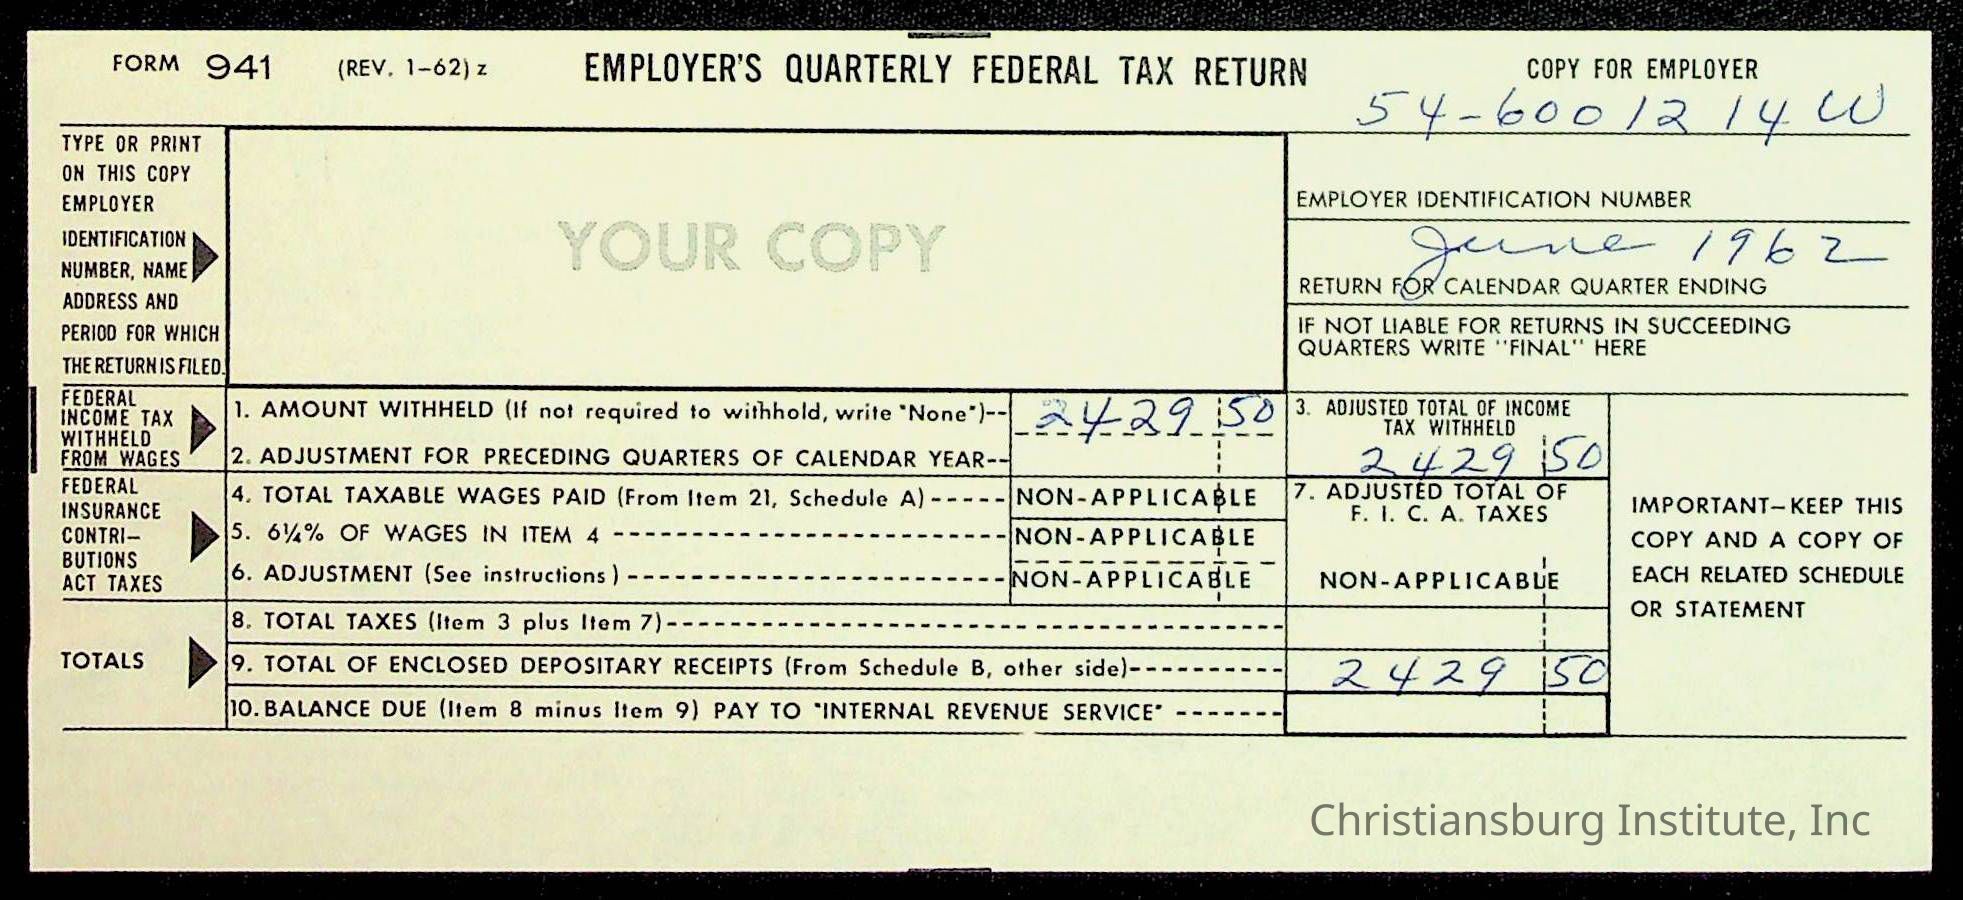 FORM 941 (REV. 1-62) z EMPLOYER'S QUARTERLY FEDERAL TAX RETURN COPY FOR EMPLOYER
54-6001214 W
TYPE OR PRINT
ON THIS COPY
EMPLOYER
IDENTIFICATION
NUMBER, NAME
ADDRESS AND
PERIOD FOR WHICH
THE RETURN IS FILED.
YOUR COPY
EMPLOYER IDENTIFICATION NUMBER
June 1962
RETURN FOR CALENDAR QUARTER ENDING
IF NOT LIABLE FOR RETURNS IN SUCCEEDING
QUARTERS WRITE "FINAL" HERE
FEDERAL
INCOME TAX
WITHHELD
FROM WAGES
1. AMOUNT WITHHELD (If not required to withhold, write "None")-- 2429 50
2. ADJUSTMENT FOR PRECEDING QUARTERS OF CALENDAR YEAR--
3. ADJUSTED TOTAL OF INCOME
TAX WITHHELD
2429 50
FEDERAL
INSURANCE
CONTRI-
BUTIONS
ACT TAXES
4. TOTAL TAXABLE WAGES PAID (From Item 21, Schedule A)----- NON-APPLICABLE
5. 6¼% OF WAGES IN ITEM 4 ------------------------- NON-APPLICABLE
6. ADJUSTMENT (See instructions) ------------------------ NON-APPLICABLE
7. ADJUSTED TOTAL OF
F. I. C. A. TAXES
NON-APPLICABLE
IMPORTANT-KEEP THIS
COPY AND A COPY OF
EACH RELATED SCHEDULE
OR STATEMENT
TOTALS
8. TOTAL TAXES (Item 3 plus Item 7)----------------------------------------
9. TOTAL OF ENCLOSED DEPOSITARY RECEIPTS (From Schedule B, other side)---------- 2429 50
10. BALANCE DUE (Item 8 minus Item 9) PAY TO "INTERNAL REVENUE SERVICE" -------
Christiansburg Institute, Inc